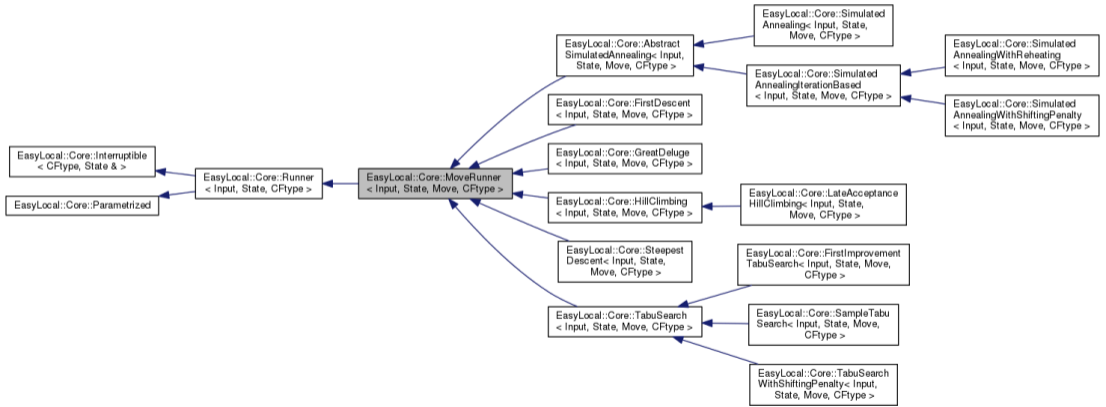 EasyLocal::Core::Interruptible
< CFtype, State & >
EasyLocal::Core::Parametrized
EasyLocal::Core::Runner
< Input, State, CFtype >
EasyLocal::Core::MoveRunner
< Input, State, Move, CFtype >
EasyLocal::Core::Abstract
SimulatedAnnealing< Input,
State, Move, CFtype >
EasyLocal::Core::FirstDescent
< Input, State, Move, CFtype >
EasyLocal::Core::GreatDeluge
< Input, State, Move, CFtype >
EasyLocal::Core::HillClimbing
< Input, State, Move, CFtype >
EasyLocal::Core::Steepest
Descent< Input, State,
Move, CFtype >
EasyLocal::Core::TabuSearch
< Input, State, Move, CFtype >
EasyLocal::Core::Simulated
Annealing< Input, State,
Move, CFtype >
EasyLocal::Core::Simulated
AnnealingIterationBased
< Input, State, Move, CFtype >
EasyLocal::Core::LateAcceptance
HillClimbing< Input, State,
Move, CFtype >
EasyLocal::Core::FirstImprovement
TabuSearch< Input, State, Move,
CFtype >
EasyLocal::Core::SampleTabu
Search< Input, State, Move,
CFtype >
EasyLocal::Core::TabuSearch
WithShiftingPenalty< Input,
State, Move, CFtype >
EasyLocal::Core::Simulated
AnnealingWithReheating
< Input, State, Move, CFtype >
EasyLocal::Core::Simulated
AnnealingWithShiftingPenalty
< Input, State, Move, CFtype >